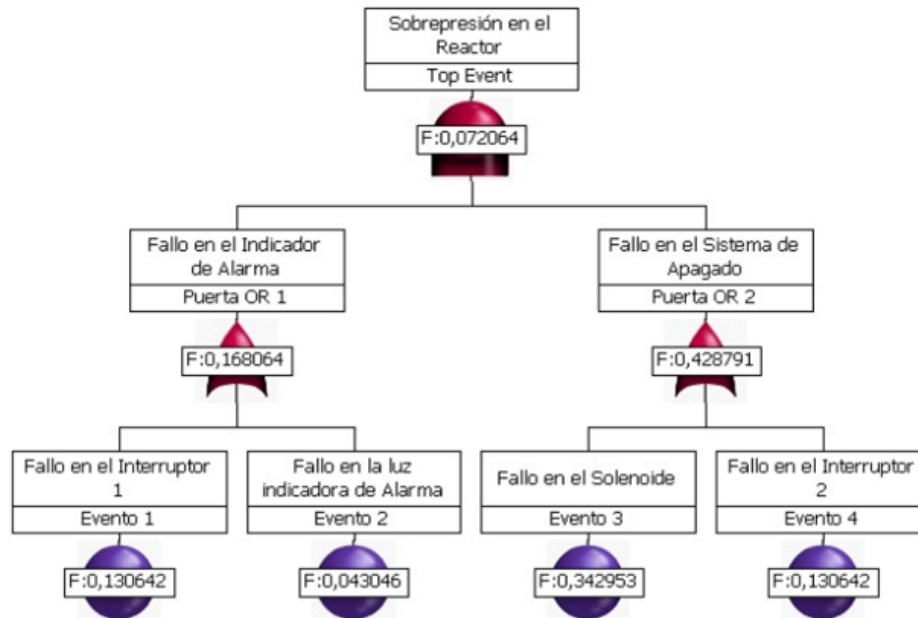 Sobrepresión en el
Reactor
Top Event
F:0,072064
Fallo en el Indicador
de Alarma
Puerta OR 1
F:0,168064
Fallo en el Sistema de
Apagado
Puerta OR 2
F:0,428791
Fallo en el Interruptor
1
Evento 1
F:0,130642
Fallo en la luz
indicadora de Alarma
Evento 2
F:0,043046
Fallo en el Solenoide
Evento 3
F:0,342953
Fallo en el Interruptor
2
Evento 4
F:0,130642